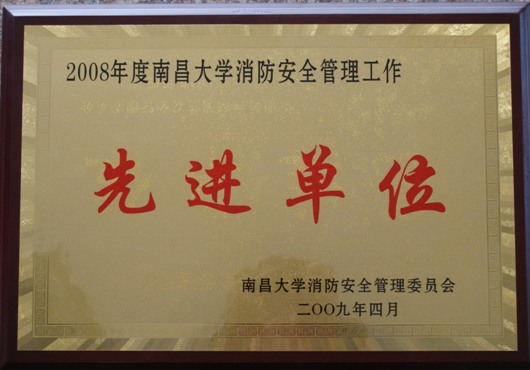 2008年度南昌大学消防安全管理工作
先进单位
南昌大学消防安全管理委员会
二〇〇九年四月